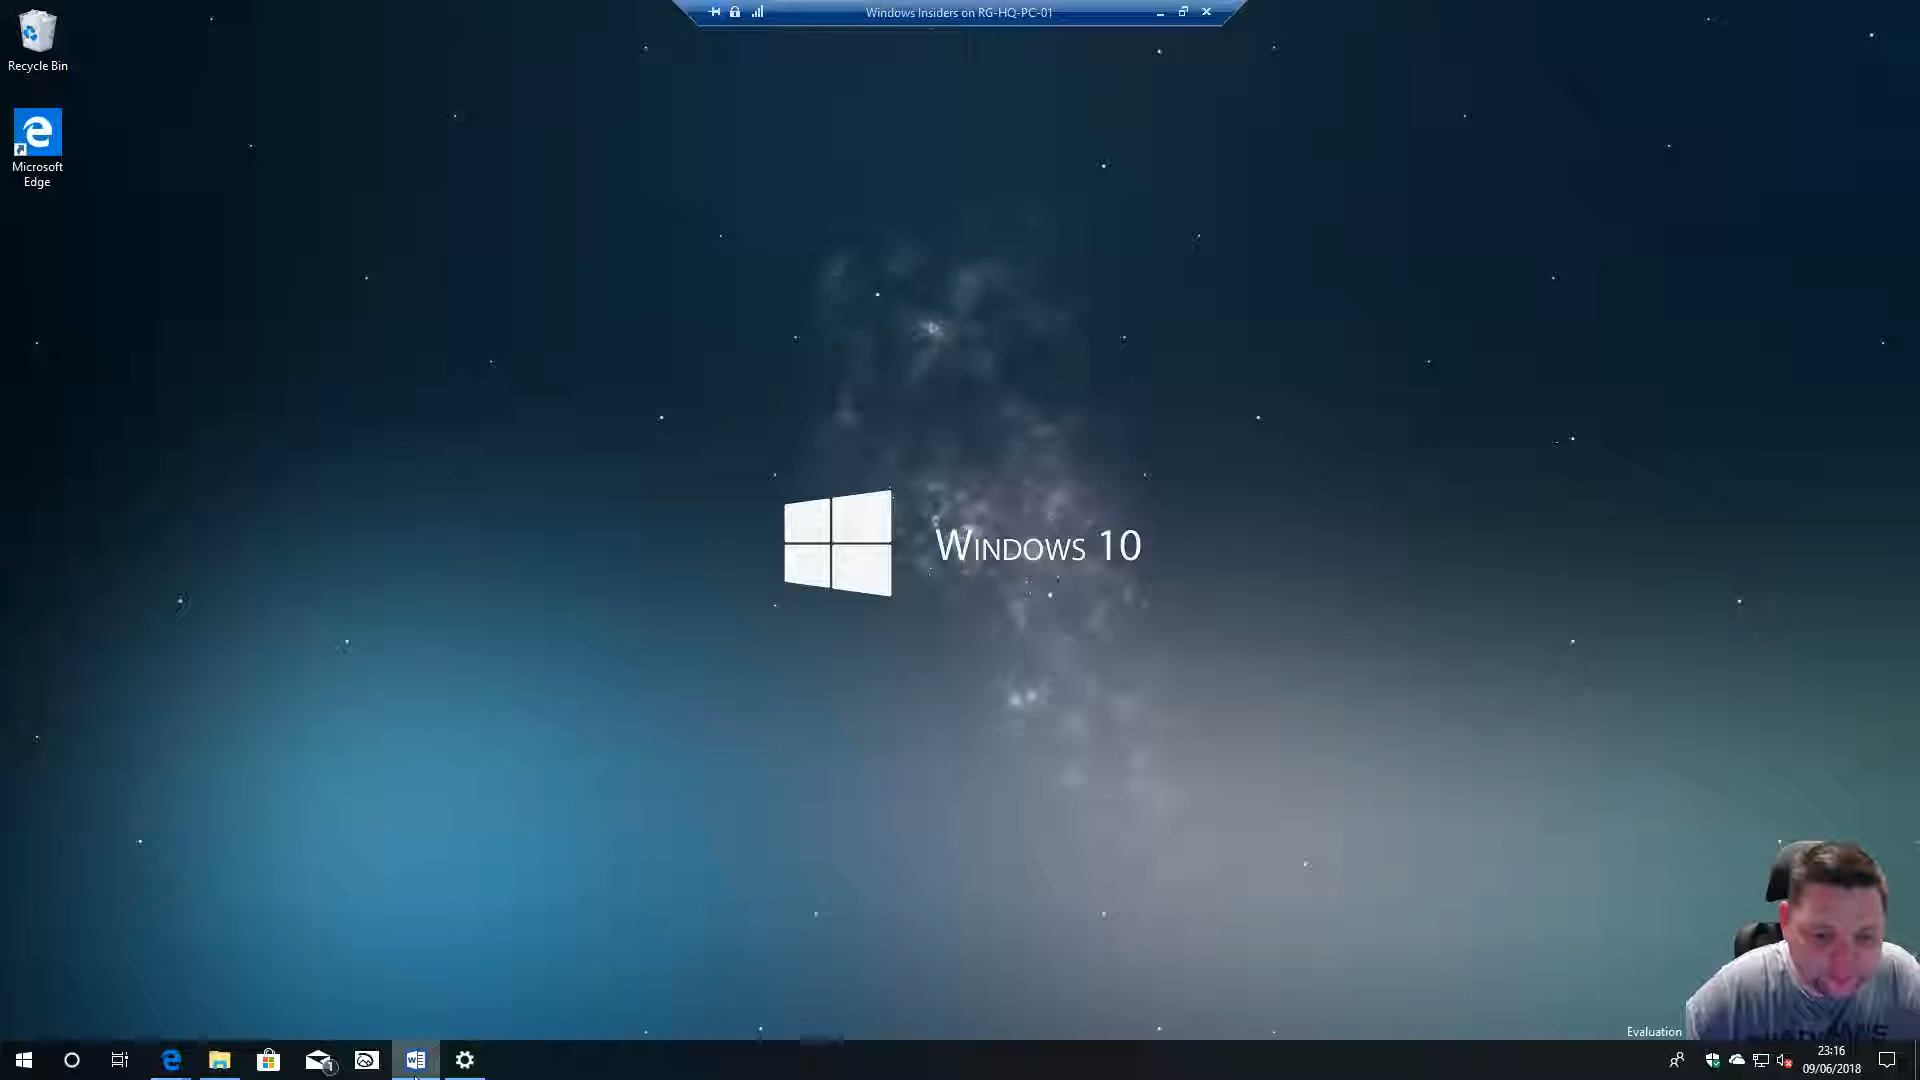 Windows Insiders on RG-HQ-PC-01
Recycle Bin
Microsoft
Edge
WINDOWS 10
Evaluation
1
23:16
09/06/2018